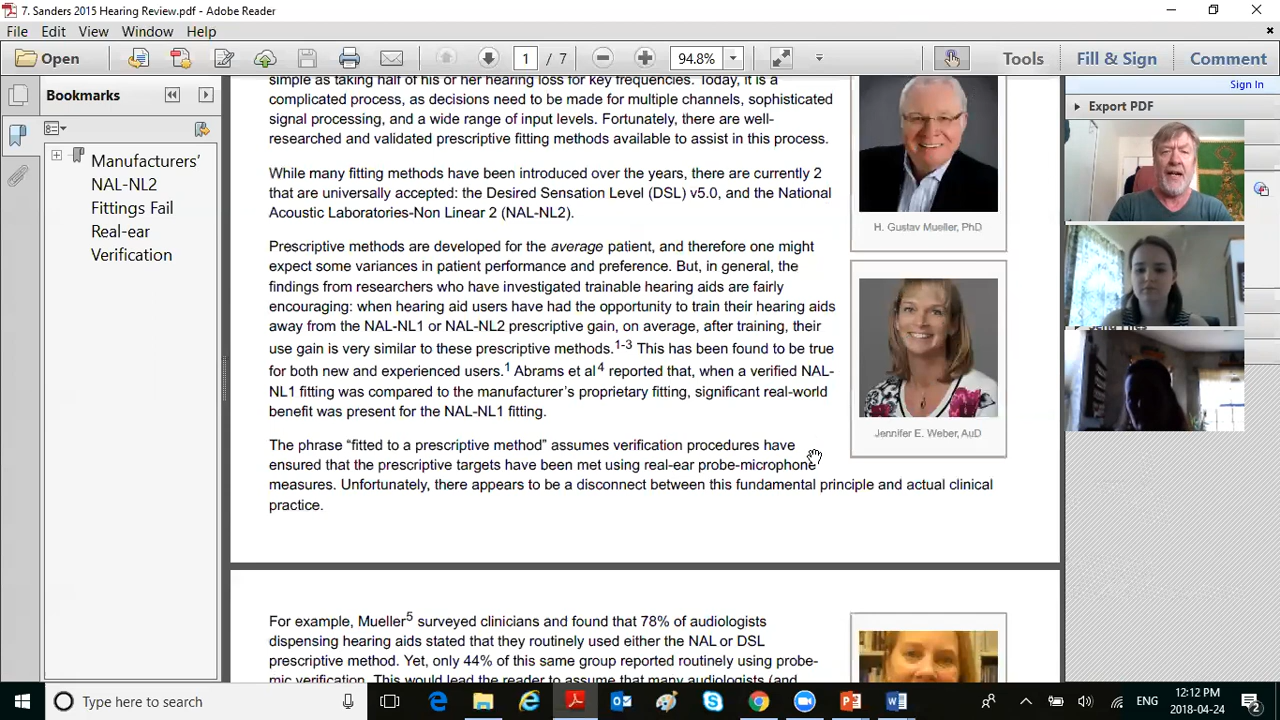 7. Sanders 2015 Hearing Review.pdf - Adobe Reader
File Edit View Window Help
Open 1 / 7 94.8% Tools Fill & Sign Comment
Sign In
Bookmarks
Export PDF
Manufacturers'
NAL-NL2
Fittings Fail
Real-ear
Verification
simple as taking half of his or her hearing loss for key frequencies. Today, it is a
complicated process, as decisions need to be made for multiple channels, sophisticated
signal processing, and a wide range of input levels. Fortunately, there are well-
researched and validated prescriptive fitting methods available to assist in this process.
While many fitting methods have been introduced over the years, there are currently 2
that are universally accepted: the Desired Sensation Level (DSL) v5.0, and the National
Acoustic Laboratories-Non Linear 2 (NAL-NL2).
Prescriptive methods are developed for the average patient, and therefore one might
expect some variances in patient performance and preference. But, in general, the
findings from researchers who have investigated trainable hearing aids are fairly
encouraging: when hearing aid users have had the opportunity to train their hearing aids
away from the NAL-NL1 or NAL-NL2 prescriptive gain, on average, after training, their
use gain is very similar to these prescriptive methods.1-3 This has been found to be true
for both new and experienced users.1 Abrams et al4 reported that, when a verified NAL-
NL1 fitting was compared to the manufacturer's proprietary fitting, significant real-world
benefit was present for the NAL-NL1 fitting.
The phrase “fitted to a prescriptive method” assumes verification procedures have
ensured that the prescriptive targets have been met using real-ear probe-microphone
measures. Unfortunately, there appears to be a disconnect between this fundamental principle and actual clinical
practice.
H. Gustav Mueller, PhD
Jennifer E. Weber, AuD
For example, Mueller5 surveyed clinicians and found that 78% of audiologists
dispensing hearing aids stated that they routinely used either the NAL or DSL
prescriptive method. Yet, only 44% of this same group reported routinely using probe-
mic verification. This would lead the reader to assume that many audiologists (and
Type here to search
ENG
12:12 PM
2018-04-24
2